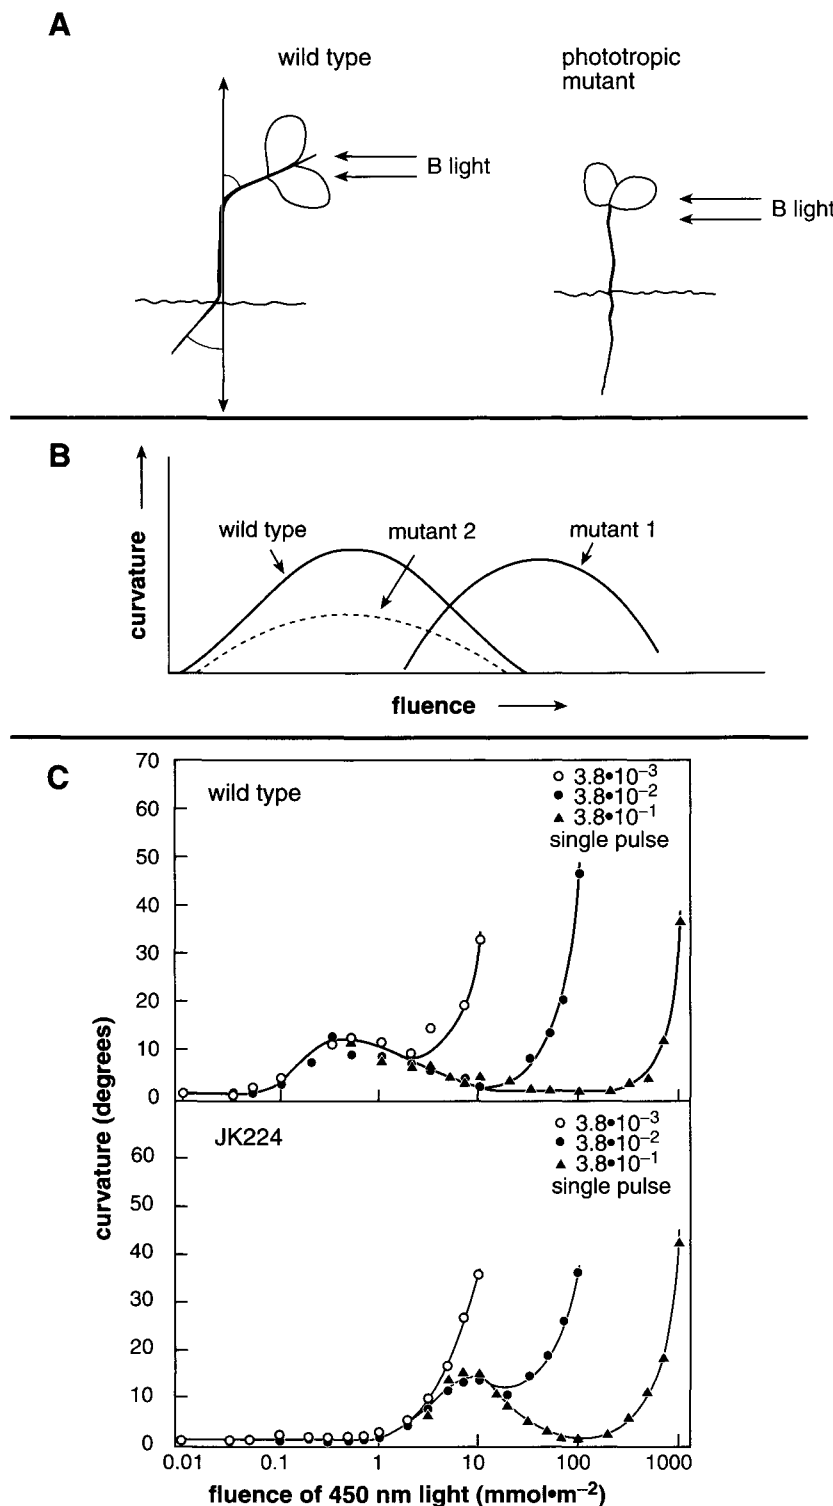 A
wild type
phototropic
mutant
B light
B light
B
curvature
wild type
mutant 2
mutant 1
fluence
C
70
60
50
40
30
20
10
0
wild type
○ 3.8•10⁻³
● 3.8•10⁻²
▲ 3.8•10⁻¹
single pulse
curvature (degrees)
JK224
○ 3.8•10⁻³
● 3.8•10⁻²
▲ 3.8•10⁻¹
single pulse
60
50
40
30
20
10
0
0.01 0.1 1 10 100 1000
fluence of 450 nm light (mmol•m⁻²)